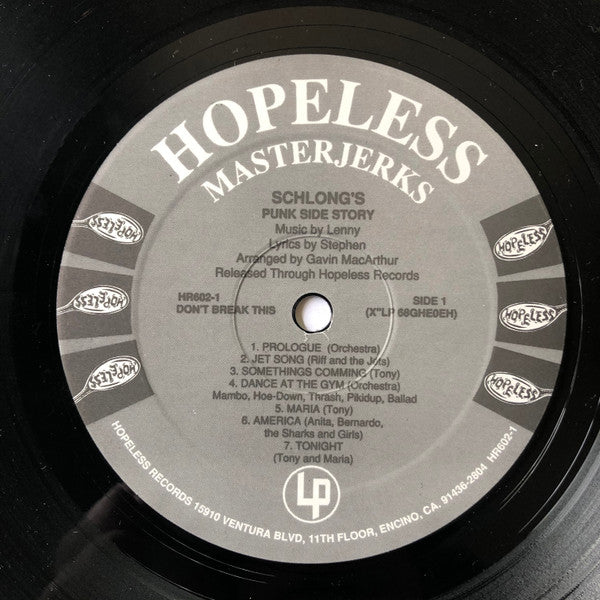 HOPELESS
MASTERJERKS
SCHLONG'S
PUNK SIDE STORY
Music by Lenny
Lyrics by Stephen
Arranged by Gavin MacArthur
Released Through Hopeless Records
HR602-1
DON'T BREAK THIS
SIDE 1
(X"LP 68GHE0EH)
HOPELESS
HOPELESS
HOPELESS
HOPELESS
HOPELESS
HOPELESS
1. PROLOGUE (Orchestra)
2. JET SONG (Riff and the Jets)
3. SOMETHINGS COMMING (Tony)
4. DANCE AT THE GYM (Orchestra)
Mambo, Hoe-Down, Thrash, Pikidup, Ballad
5. MARIA (Tony)
6. AMERICA (Anita, Bernardo,
the Sharks and Girls)
7. TONIGHT
(Tony and Maria)
LP
HOPELESS RECORDS 15910 VENTURA BLVD, 11TH FLOOR, ENCINO, CA. 91436-2804 HR602-1